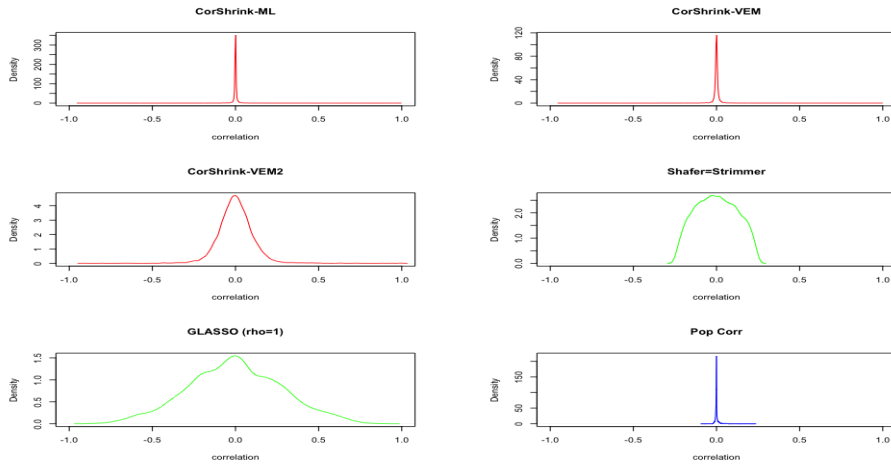 CorShrink-ML
Density
0 100 200 300
-1.0 -0.5 0.0 0.5 1.0
correlation
CorShrink-VEM
Density
0 40 80 120
-1.0 -0.5 0.0 0.5 1.0
correlation
CorShrink-VEM2
Density
0 1 2 3 4
-1.0 -0.5 0.0 0.5 1.0
correlation
Shafer=Strimmer
Density
0.0 1.0 2.0
-1.0 -0.5 0.0 0.5 1.0
correlation
GLASSO (rho=1)
Density
0.0 0.5 1.0 1.5
-1.0 -0.5 0.0 0.5 1.0
correlation
Pop Corr
Density
0 50 150
-1.0 -0.5 0.0 0.5 1.0
correlation